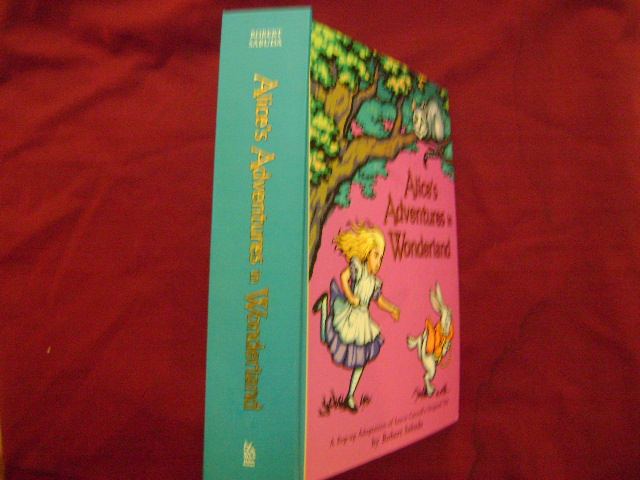 ROBERT
SABUDA
Alice's Adventures in Wonderland
Alice's
Adventures in
Wonderland
A Pop-up Adaptation of Lewis Carroll's Original Tale
by Robert Sabuda